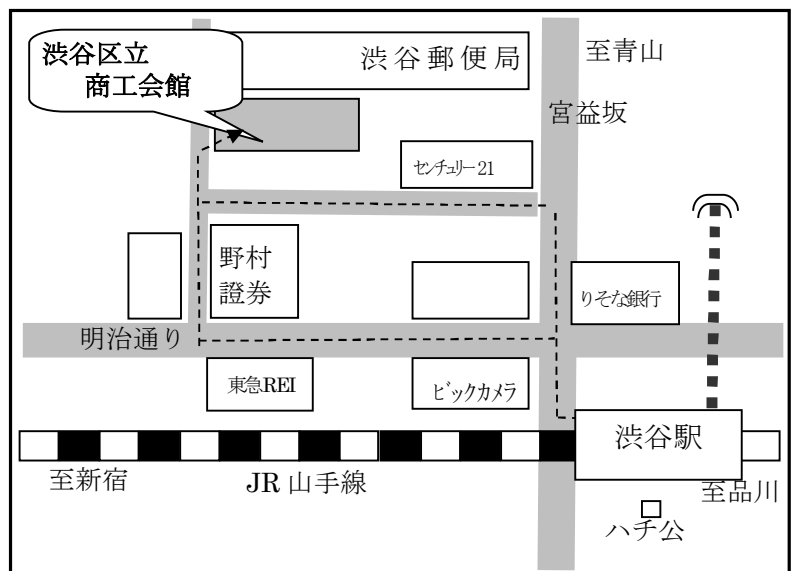 渋谷区立
商工会館
渋谷郵便局
至青山
宮益坂
センチュリー21
野村
證券
りそな銀行
明治通り
東急REI
ビックカメラ
渋谷駅
至新宿
JR山手線
至品川
ハチ公